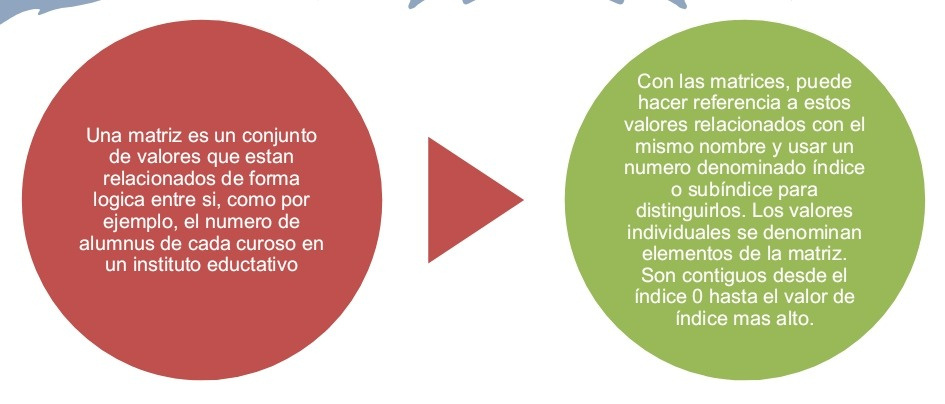 Una matriz es un conjunto
de valores que estan
relacionados de forma
logica entre si, como por
ejemplo, el numero de
alumnus de cada curoso en
un instituto eductativo
Con las matrices, puede
hacer referencia a estos
valores relacionados con el
mismo nombre y usar un
numero denominado índice
o subíndice para
distinguirlos. Los valores
individuales se denominan
elementos de la matriz.
Son contiguos desde el
índice 0 hasta el valor de
índice mas alto.